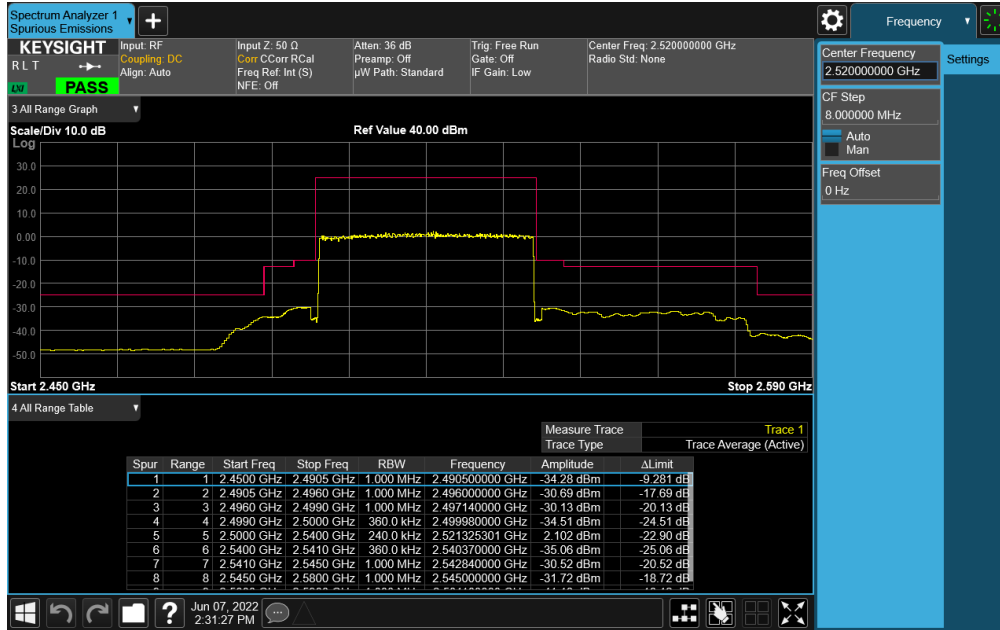 Spectrum Analyzer 1
Spurious Emissions
Frequency
KEYSIGHT
R L T
LXI
PASS
Input: RF
Coupling: DC
Align: Auto
Input Z: 50 Ω
Corr CCorr RCal
Freq Ref: Int (S)
NFE: Off
Atten: 36 dB
Preamp: Off
µW Path: Standard
Trig: Free Run
Gate: Off
IF Gain: Low
Center Freq: 2.520000000 GHz
Radio Std: None
Center Frequency
2.520000000 GHz
Settings
CF Step
8.000000 MHz
Auto
Man
Freq Offset
0 Hz
3 All Range Graph
Scale/Div 10.0 dB
Ref Value 40.00 dBm
Log
30.0
20.0
10.0
0.00
-10.0
-20.0
-30.0
-40.0
-50.0
Start 2.450 GHz
Stop 2.590 GHz
4 All Range Table
Measure Trace Trace 1
Trace Type Trace Average (Active)
Spur Range Start Freq Stop Freq RBW Frequency Amplitude ΔLimit
1 1 2.4500 GHz 2.4905 GHz 1.000 MHz 2.490500000 GHz -34.28 dBm -9.281 dB
2 2 2.4905 GHz 2.4960 GHz 1.000 MHz 2.496000000 GHz -30.69 dBm -17.69 dB
3 3 2.4960 GHz 2.4990 GHz 1.000 MHz 2.497140000 GHz -30.13 dBm -20.13 dB
4 4 2.4990 GHz 2.5000 GHz 360.0 kHz 2.499980000 GHz -34.51 dBm -24.51 dB
5 5 2.5000 GHz 2.5400 GHz 240.0 kHz 2.521325301 GHz 2.102 dBm -22.90 dB
6 6 2.5400 GHz 2.5410 GHz 360.0 kHz 2.540370000 GHz -35.06 dBm -25.06 dB
7 7 2.5410 GHz 2.5450 GHz 1.000 MHz 2.542840000 GHz -30.52 dBm -20.52 dB
8 8 2.5450 GHz 2.5800 GHz 1.000 MHz 2.545000000 GHz -31.72 dBm -18.72 dB
Jun 07, 2022
2:31:27 PM